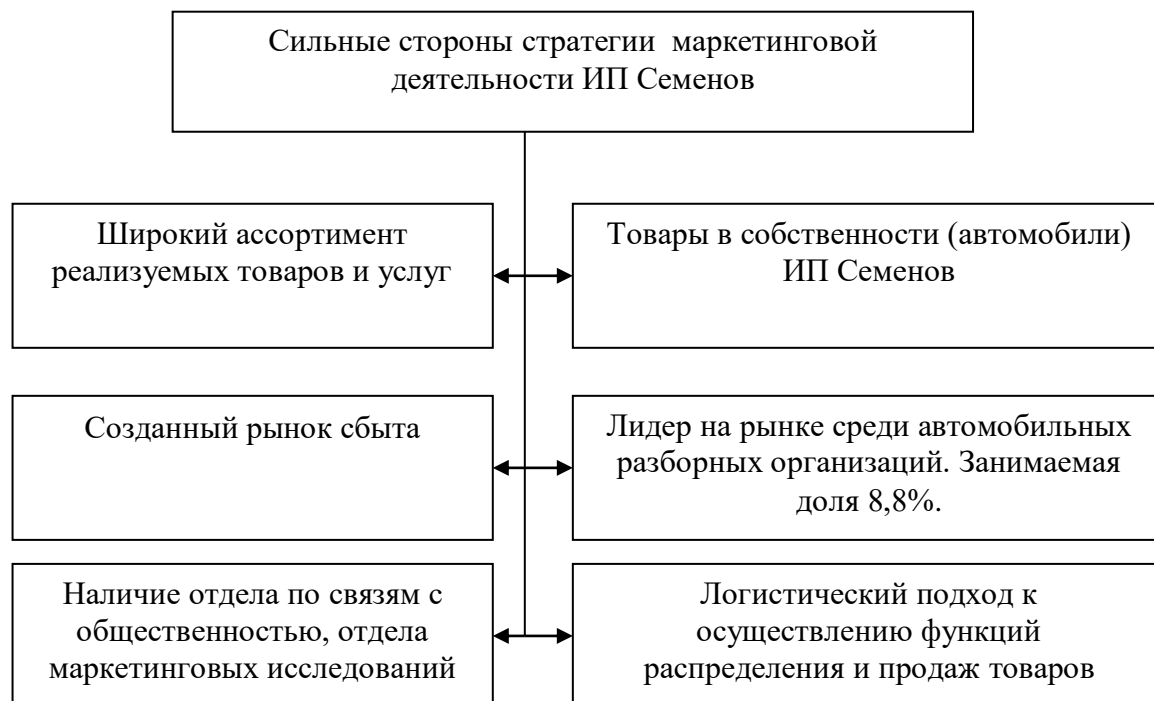 Сильные стороны стратегии маркетинговой
деятельности ИП Семенов
Широкий ассортимент
реализуемых товаров и услуг
Товары в собственности (автомобили)
ИП Семенов
Созданный рынок сбыта
Лидер на рынке среди автомобильных
разборных организаций. Занимаемая
доля 8,8%.
Наличие отдела по связям с
общественностью, отдела
маркетинговых исследований
Логистический подход к
осуществлению функций
распределения и продаж товаров